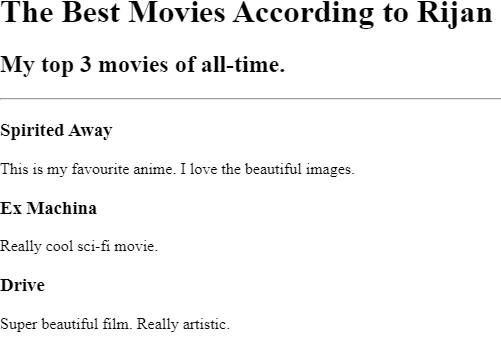 The Best Movies According to Rijan
My top 3 movies of all-time.
Spirited Away
This is my favourite anime. I love the beautiful images.
Ex Machina
Really cool sci-fi movie.
Drive
Super beautiful film. Really artistic.